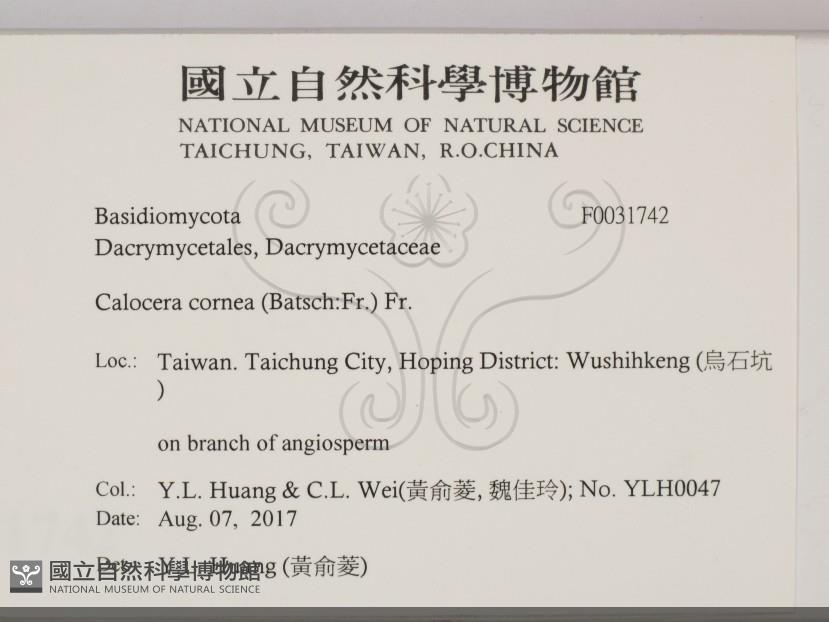 國立自然科學博物館
NATIONAL MUSEUM OF NATURAL SCIENCE
TAICHUNG, TAIWAN, R.O.CHINA
Basidiomycota F0031742
Dacrymycetales, Dacrymycetaceae
Calocera cornea (Batsch:Fr.) Fr.
Loc.: Taiwan. Taichung City, Hoping District: Wushihkeng (烏石坑
)
on branch of angiosperm
Col.: Y.L. Huang & C.L. Wei(黃俞菱, 魏佳玲); No. YLH0047
Date: Aug. 07, 2017
Det.: Y.L. Huang (黃俞菱)
國立自然科學博物館
NATIONAL MUSEUM OF NATURAL SCIENCE